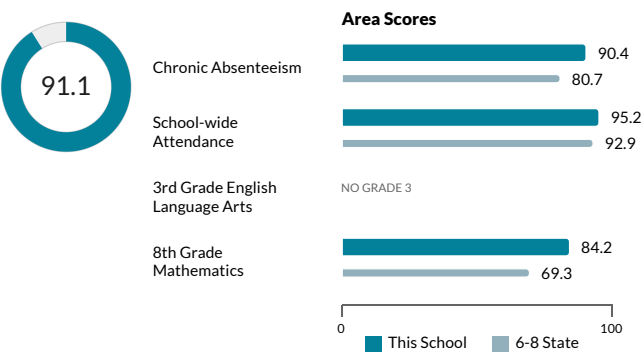 Area Scores
91.1
Chronic Absenteeism
90.4
80.7
School-wide
Attendance
95.2
92.9
3rd Grade English
Language Arts
NO GRADE 3
8th Grade
Mathematics
84.2
69.3
0
100
This School
6-8 State